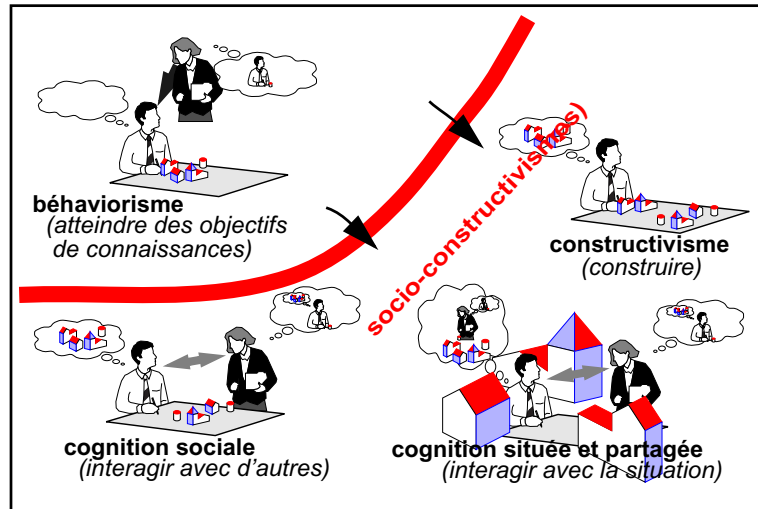 béhaviorisme
(atteindre des objectifs
de connaissances)
socio-constructivisme(s)
constructivisme
(construire)
cognition sociale
(interagir avec d'autres)
cognition située et partagée
(interagir avec la situation)